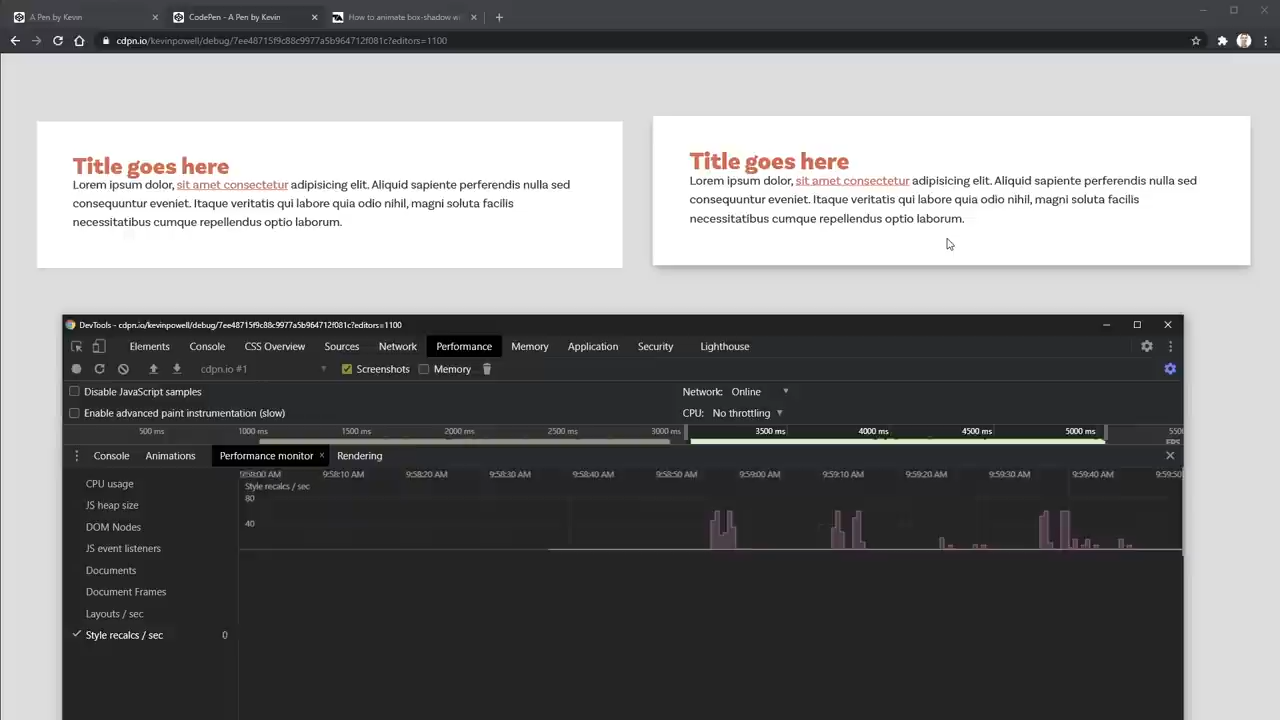 A Pen by Kevin
CodePen - A Pen by Kevin
How to animate box-shadow wi
cdpn.io/kevinpowell/debug/7ee48715f9c88c9977a5b964712f081c?editors=1100
Title goes here
Lorem ipsum dolor, sit amet consectetur adipisicing elit. Aliquid sapiente perferendis nulla sed
consequuntur eveniet. Itaque veritatis qui labore quia odio nihil, magni soluta facilis
necessitatibus cumque repellendus optio laborum.
Title goes here
Lorem ipsum dolor, sit amet consectetur adipisicing elit. Aliquid sapiente perferendis nulla sed
consequuntur eveniet. Itaque veritatis qui labore quia odio nihil, magni soluta facilis
necessitatibus cumque repellendus optio laborum.
DevTools - cdpn.io/kevinpowell/debug/7ee48715f9c88c9977a5b964712f081c?editors=1100
Elements Console CSS Overview Sources Network Performance Memory Application Security Lighthouse
cdpn.io #1 Screenshots Memory
Disable JavaScript samples Network: Online
Enable advanced paint instrumentation (slow) CPU: No throttling
500 ms 1000 ms 1500 ms 2000 ms 2500 ms 3000 ms 3500 ms 4000 ms 4500 ms 5000 ms 550
FPS
Console Animations Performance monitor × Rendering
9:58:00 AM 9:58:10 AM 9:58:20 AM 9:58:30 AM 9:58:40 AM 9:58:50 AM 9:59:00 AM 9:59:10 AM 9:59:20 AM 9:59:30 AM 9:59:40 AM 9:59:50
Style recalcs / sec
80
40
CPU usage
JS heap size
DOM Nodes
JS event listeners
Documents
Document Frames
Layouts / sec
Style recalcs / sec 0